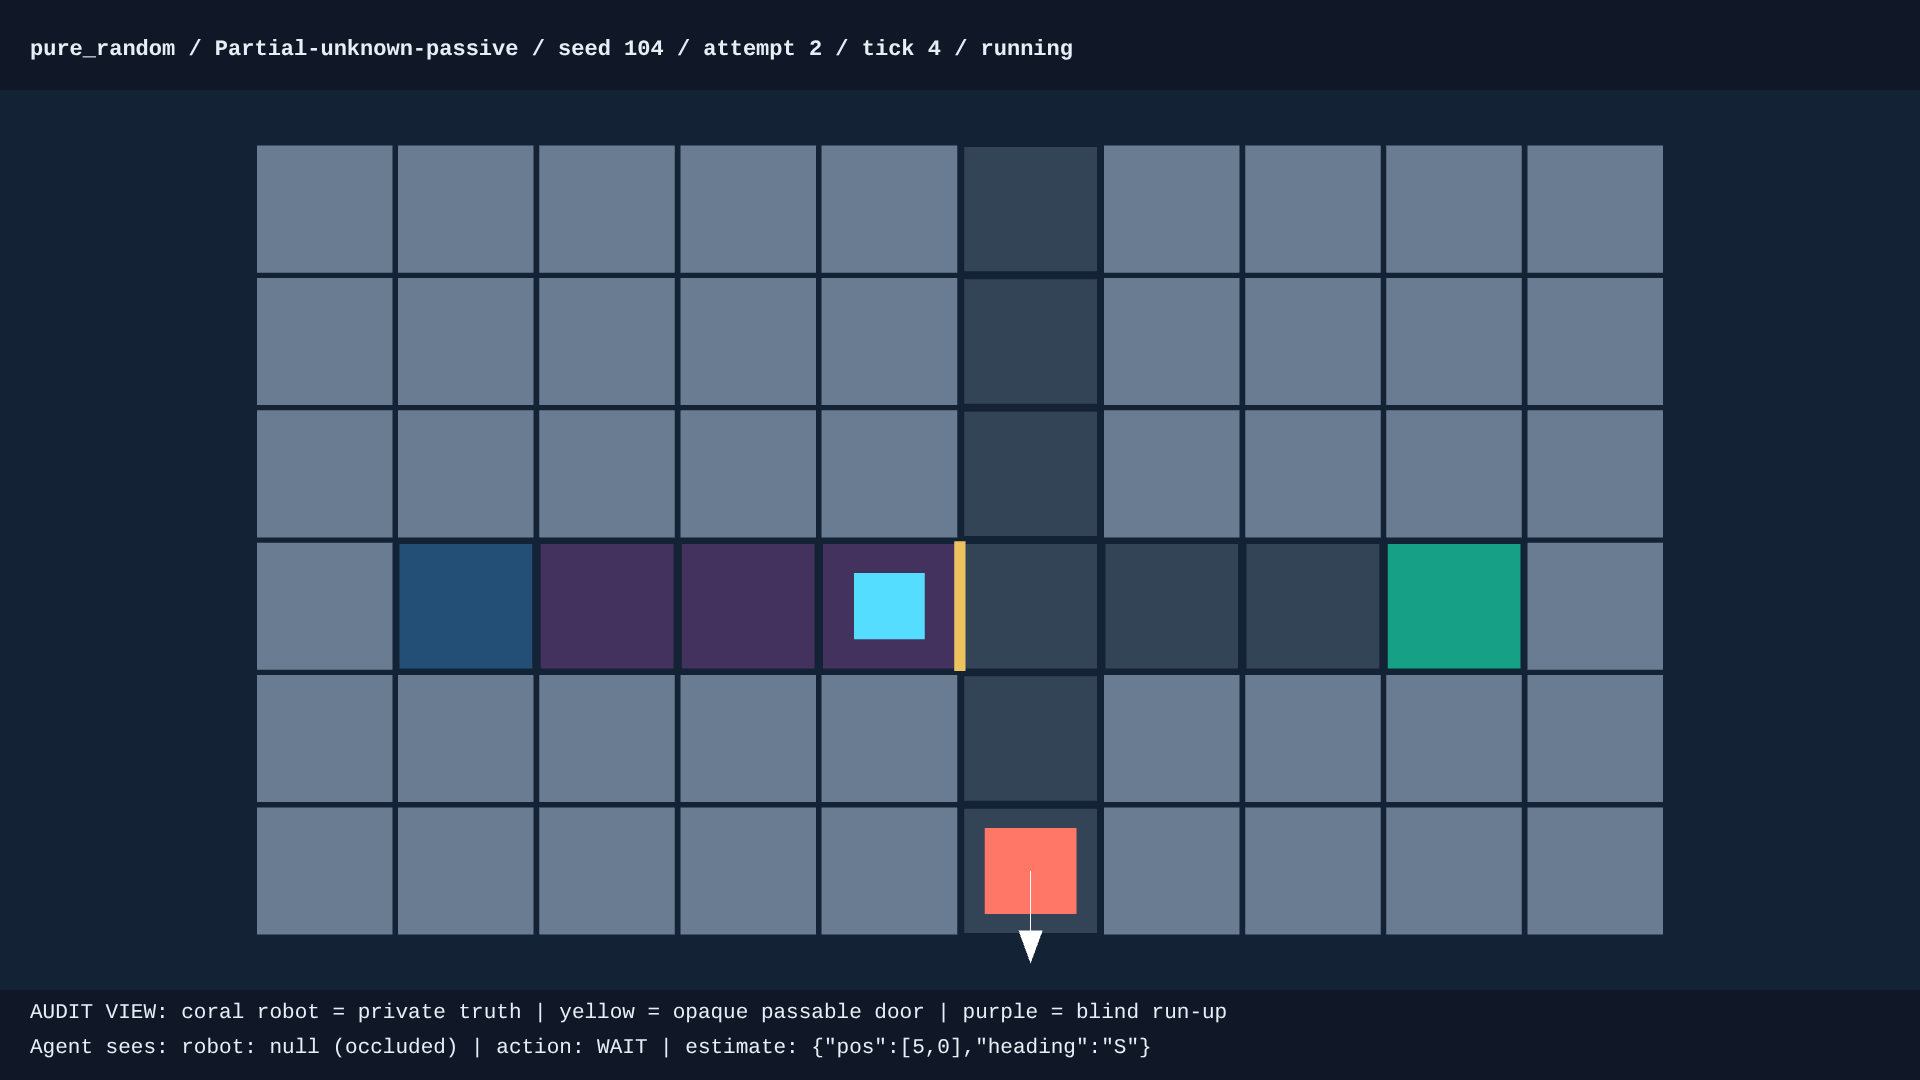 pure_random / Partial-unknown-passive / seed 104 / attempt 2 / tick 4 / running
AUDIT VIEW: coral robot = private truth | yellow = opaque passable door | purple = blind run-up
Agent sees: robot: null (occluded) | action: WAIT | estimate: {"pos":[5,0],"heading":"S"}